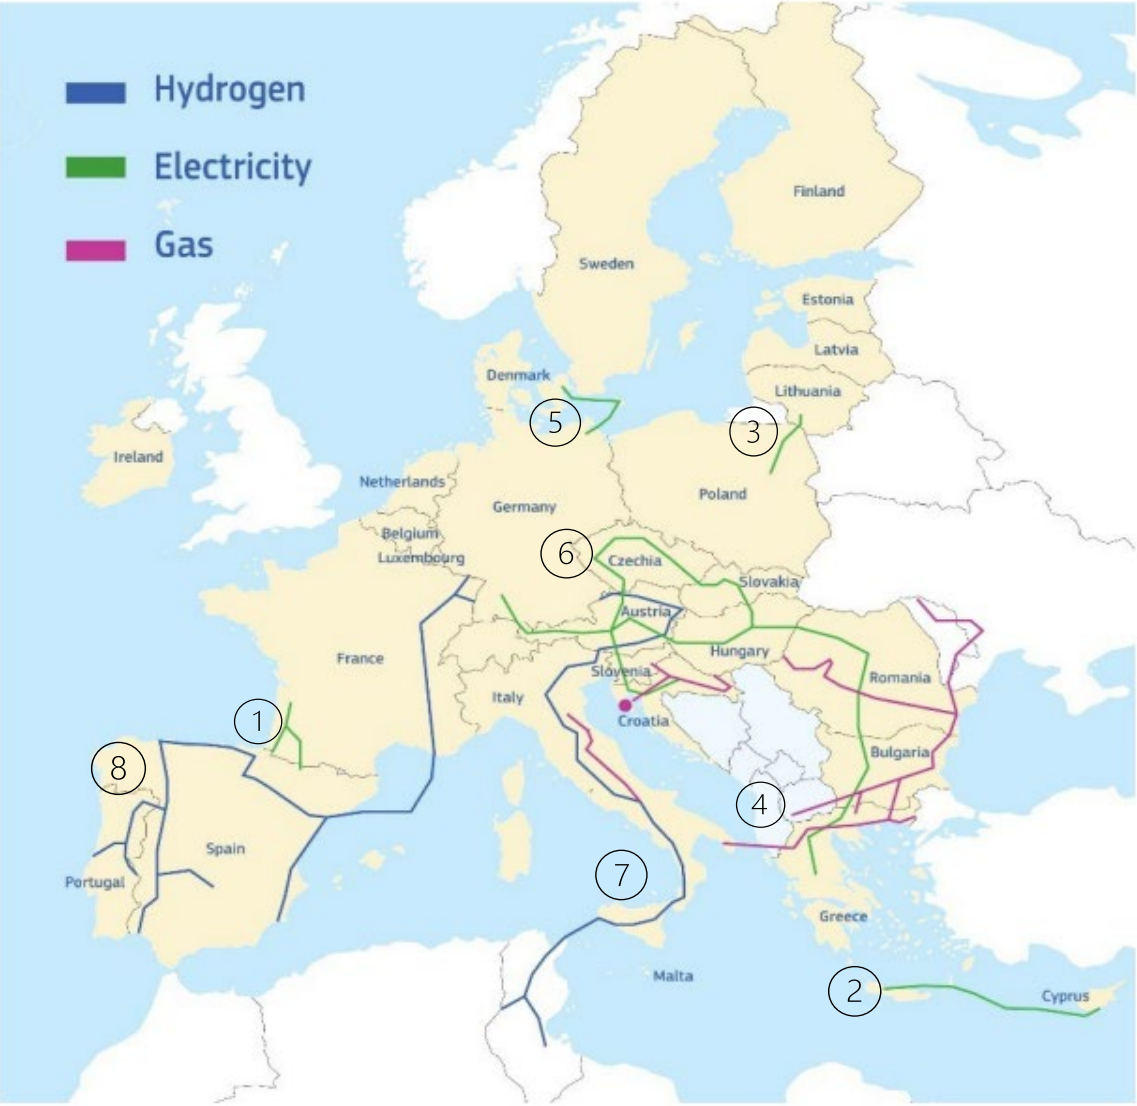 Hydrogen
Electricity
Gas
Finland
Sweden
Estonia
Latvia
Denmark
Lithuania
5
3
Ireland
Netherlands
Poland
Germany
Belgium
6
Luxembourg
Czechia
Slovakia
Austria
France
Hungary
Slovenia
Romania
Italy
1
Croatia
Bulgaria
8
4
Spain
7
Portugal
Greece
Malta
2
Cyprus